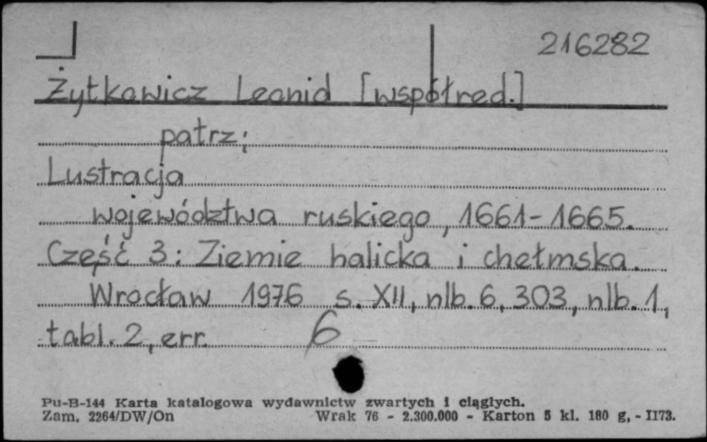 216282
Żytkowicz Leonid [współred.]
patrz:
Lustracja
województwa ruskiego, 1661-1665.
Część 3: Ziemie halicka i chełmska.
Wrocław 1976 s. XII, nlb. 6, 303, nlb. 1,
tabl. 2, err. 6
Pu-B-144 Karta katalogowa wydawnictw zwartych i ciągłych.
Zam. 2264/DW/On Wrak 76 - 2.300.000 - Karton 5 kl. 180 g. - I173.